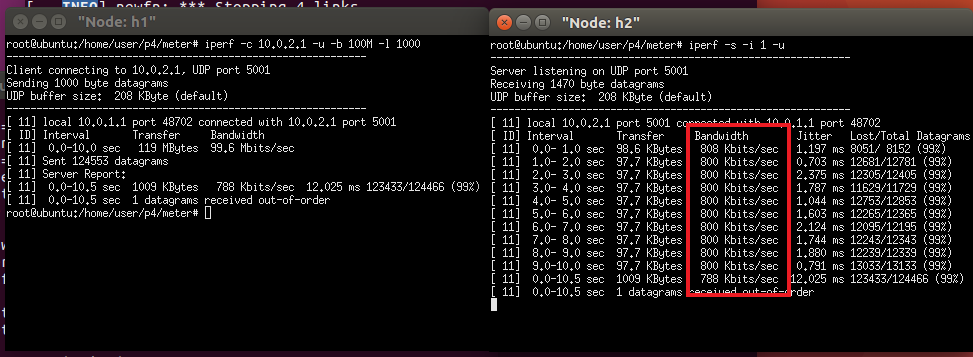 [ INFO] newfp: *** Stopping 4 links
"Node: h1"
root@ubuntu:/home/user/p4/meter# iperf -c 10.0.2.1 -u -b 100M -l 1000
------------------------------------------------------------
Client connecting to 10.0.2.1, UDP port 5001
Sending 1000 byte datagrams
UDP buffer size:  208 KByte (default)
------------------------------------------------------------
[ 11] local 10.0.1.1 port 48702 connected with 10.0.2.1 port 5001
[ ID] Interval       Transfer     Bandwidth
[ 11]  0.0-10.0 sec   119 MBytes  99.6 Mbits/sec
[ 11] Sent 124553 datagrams
[ 11] Server Report:
[ 11]  0.0-10.5 sec  1009 KBytes   788 Kbits/sec  12.025 ms 123433/124466 (99%)
[ 11]  0.0-10.5 sec  1 datagrams received out-of-order
root@ubuntu:/home/user/p4/meter#
"Node: h2"
root@ubuntu:/home/user/p4/meter# iperf -s -i 1 -u
------------------------------------------------------------
Server listening on UDP port 5001
Receiving 1470 byte datagrams
UDP buffer size:  208 KByte (default)
------------------------------------------------------------
[ 11] local 10.0.2.1 port 5001 connected with 10.0.1.1 port 48702
[ ID] Interval       Transfer     Bandwidth        Jitter   Lost/Total Datagrams
[ 11]  0.0- 1.0 sec  98.6 KBytes   808 Kbits/sec   1.197 ms 8051/ 8152 (99%)
[ 11]  1.0- 2.0 sec  97.7 KBytes   800 Kbits/sec   0.703 ms 12681/12781 (99%)
[ 11]  2.0- 3.0 sec  97.7 KBytes   800 Kbits/sec   2.375 ms 12305/12405 (99%)
[ 11]  3.0- 4.0 sec  97.7 KBytes   800 Kbits/sec   1.787 ms 11629/11729 (99%)
[ 11]  4.0- 5.0 sec  97.7 KBytes   800 Kbits/sec   1.044 ms 12753/12853 (99%)
[ 11]  5.0- 6.0 sec  97.7 KBytes   800 Kbits/sec   1.603 ms 12265/12365 (99%)
[ 11]  6.0- 7.0 sec  97.7 KBytes   800 Kbits/sec   2.124 ms 12095/12195 (99%)
[ 11]  7.0- 8.0 sec  97.7 KBytes   800 Kbits/sec   1.744 ms 12243/12343 (99%)
[ 11]  8.0- 9.0 sec  97.7 KBytes   800 Kbits/sec   1.880 ms 12239/12339 (99%)
[ 11]  9.0-10.0 sec  97.7 KBytes   800 Kbits/sec   0.791 ms 13033/13133 (99%)
[ 11]  0.0-10.5 sec  1009 KBytes   788 Kbits/sec  12.025 ms 123433/124466 (99%)
[ 11]  0.0-10.5 sec  1 datagrams received out-of-order